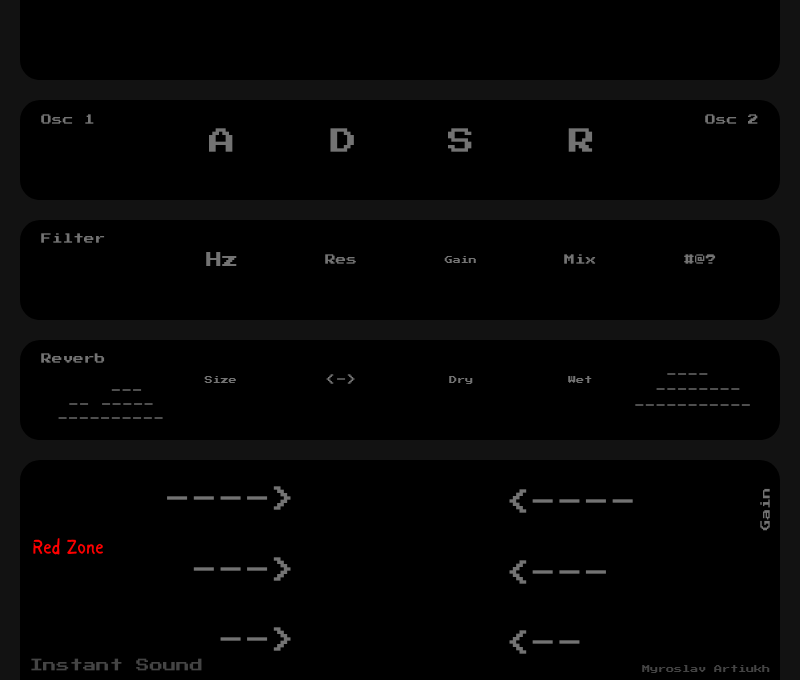 Osc 1
A D S R
Osc 2
Filter
Hz Res Gain Mix #@?
Reverb
Size <-> Dry Wet
---->
<----
Gain
Red Zone
--->
<---
-->
<--
Instant Sound
Myroslav Artiukh